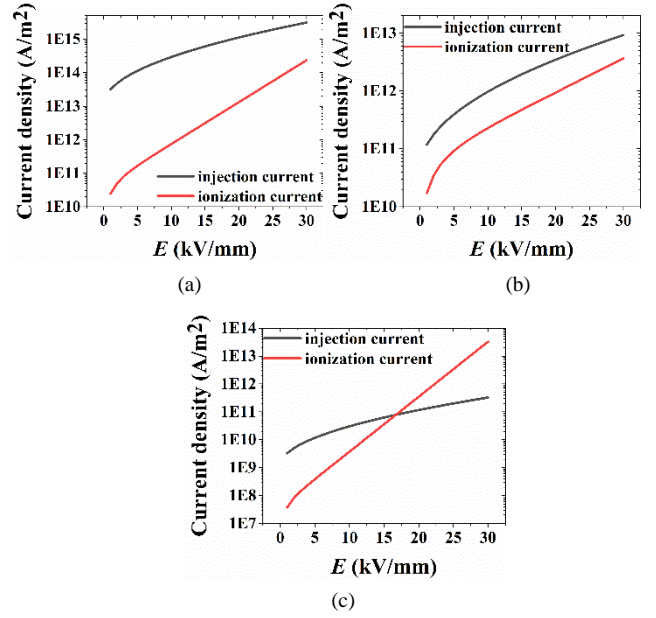 Current density (A/m²)
1E15
1E14
1E13
1E12
1E11
1E10
injection current
ionization current
0 5 10 15 20 25 30
E (kV/mm)
(a)
Current density (A/m²)
1E13
1E12
1E11
1E10
injection current
ionization current
0 5 10 15 20 25 30
E (kV/mm)
(b)
Current density (A/m²)
1E14
1E13
1E12
1E11
1E10
1E9
1E8
1E7
injection current
ionization current
0 5 10 15 20 25 30
E (kV/mm)
(c)